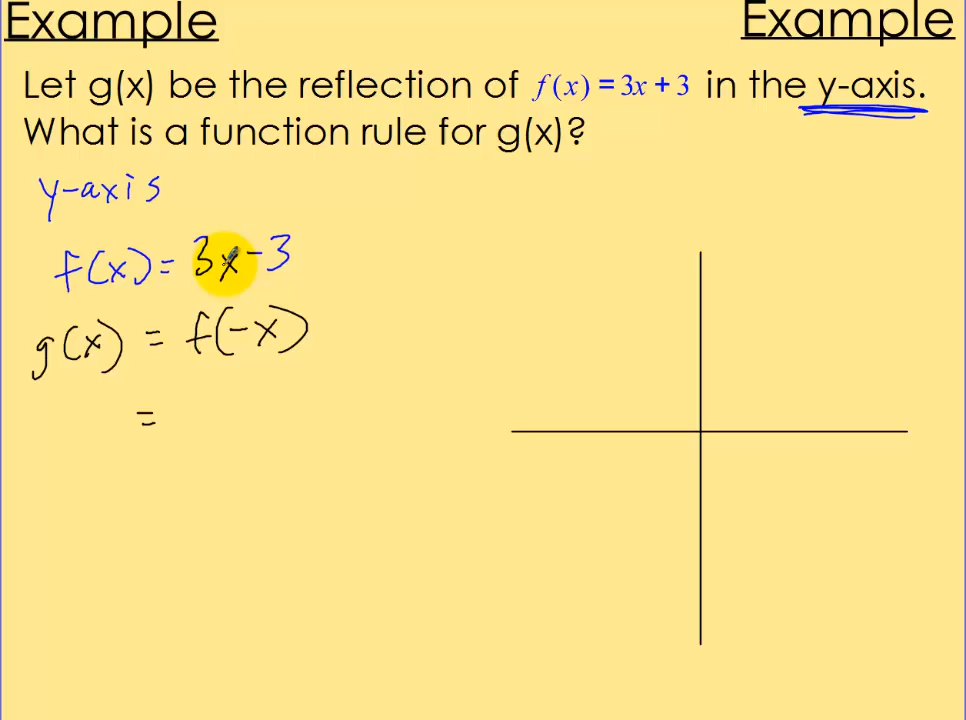 Example Example
Let g(x) be the reflection of f(x) = 3x + 3 in the y-axis.
What is a function rule for g(x)?
y-axis
f(x) = 3x - 3
g(x) = f(-x)
=